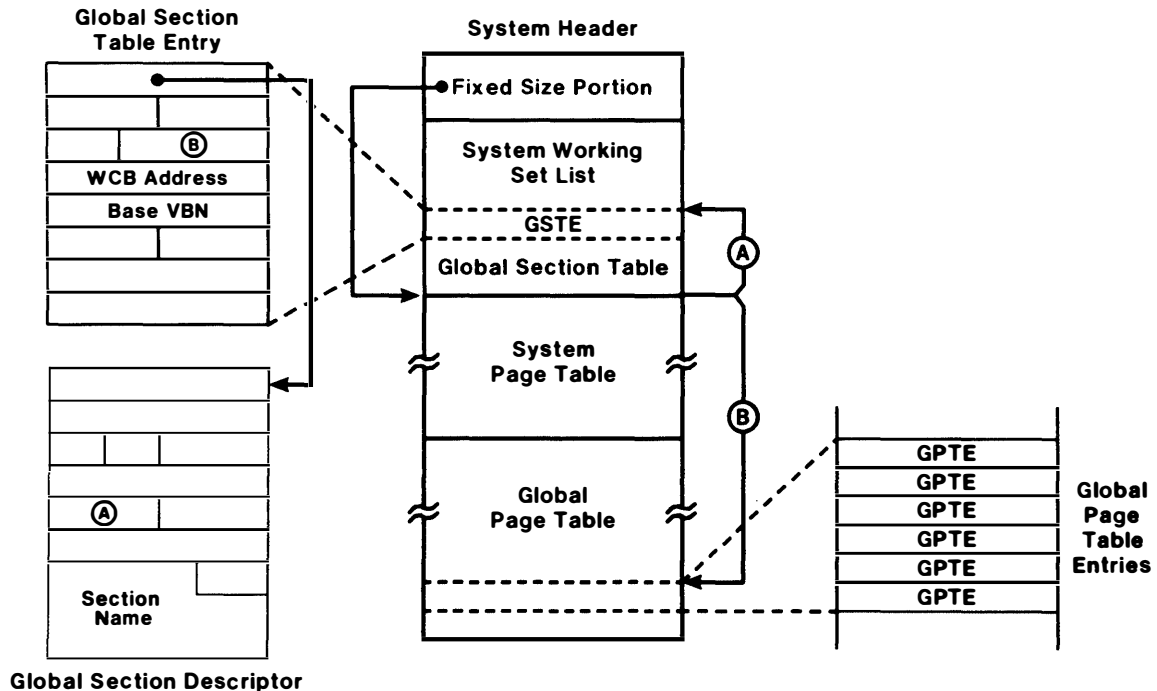 Global Section
Table Entry
B
WCB Address
Base VBN
A
Section
Name
Global Section Descriptor
System Header
Fixed Size Portion
System Working
Set List
GSTE
Global Section Table
System
Page Table
Global
Page Table
A
B
GPTE
GPTE
GPTE
GPTE
GPTE
GPTE
Global
Page
Table
Entries